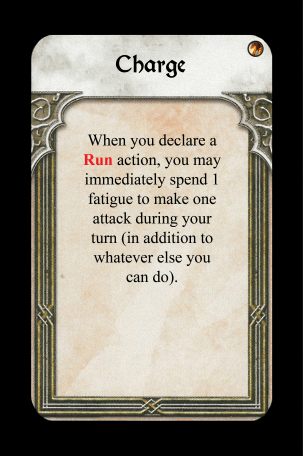 Charge
When you declare a
Run action, you may
immediately spend 1
fatigue to make one
attack during your
turn (in addition to
whatever else you
can do).